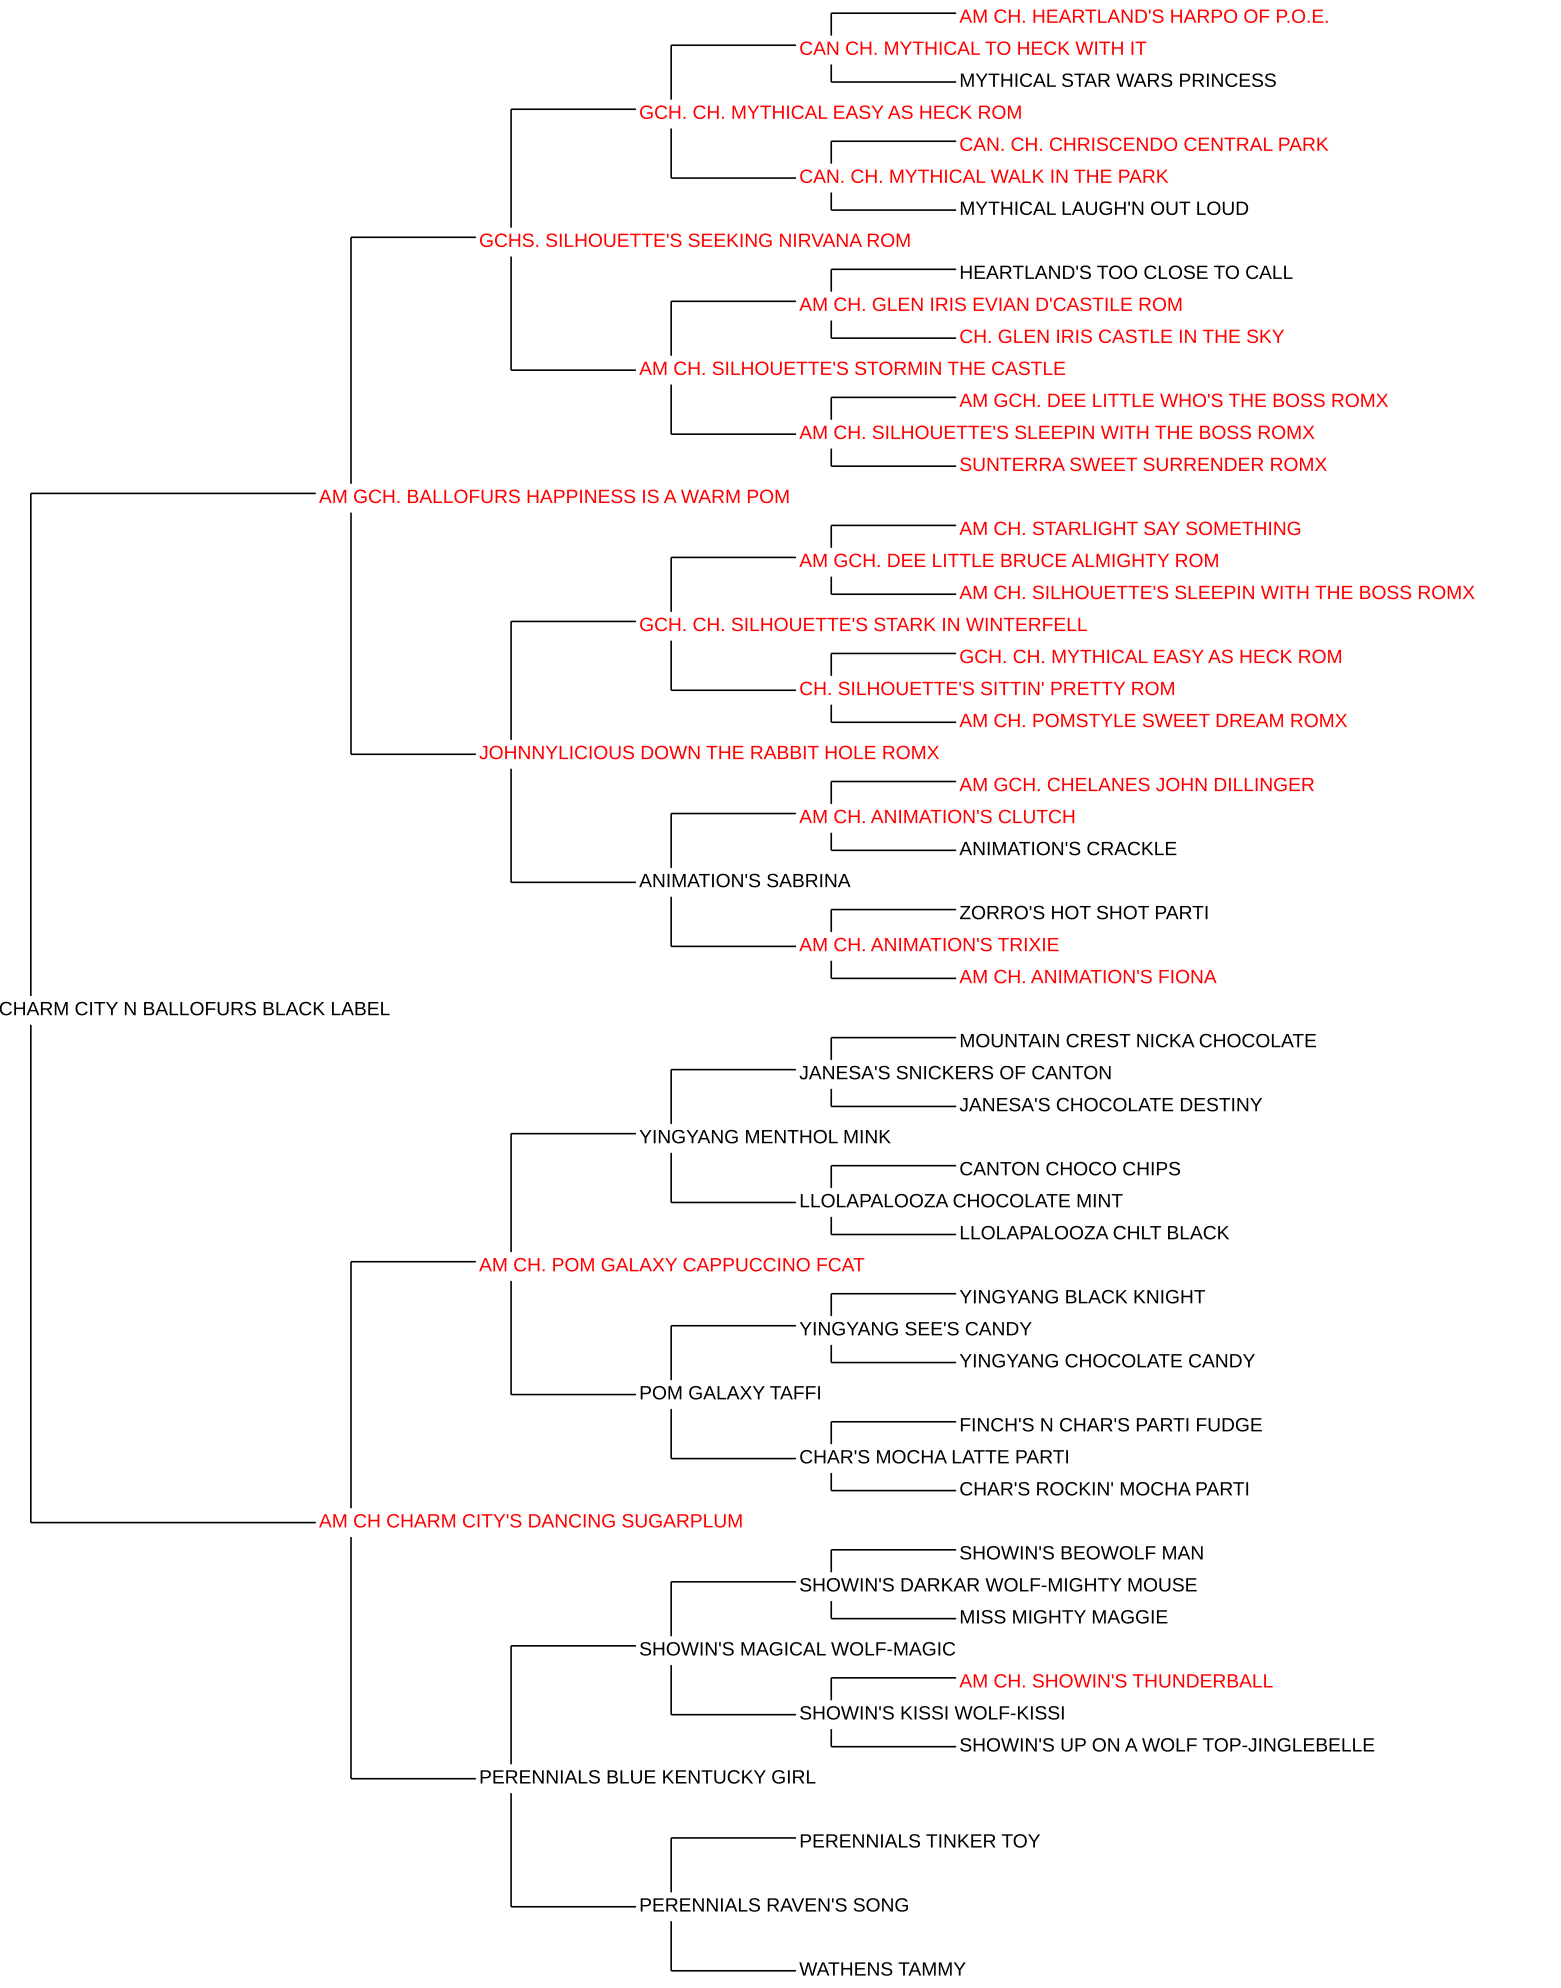 AM CH. HEARTLAND'S HARPO OF P.O.E.
CAN CH. MYTHICAL TO HECK WITH IT
MYTHICAL STAR WARS PRINCESS
GCH. CH. MYTHICAL EASY AS HECK ROM
CAN. CH. CHRISCENDO CENTRAL PARK
CAN. CH. MYTHICAL WALK IN THE PARK
MYTHICAL LAUGH'N OUT LOUD
GCHS. SILHOUETTE'S SEEKING NIRVANA ROM
HEARTLAND'S TOO CLOSE TO CALL
AM CH. GLEN IRIS EVIAN D'CASTILE ROM
CH. GLEN IRIS CASTLE IN THE SKY
AM CH. SILHOUETTE'S STORMIN THE CASTLE
AM GCH. DEE LITTLE WHO'S THE BOSS ROMX
AM CH. SILHOUETTE'S SLEEPIN WITH THE BOSS ROMX
SUNTERRA SWEET SURRENDER ROMX
AM GCH. BALLOFURS HAPPINESS IS A WARM POM
AM CH. STARLIGHT SAY SOMETHING
AM GCH. DEE LITTLE BRUCE ALMIGHTY ROM
AM CH. SILHOUETTE'S SLEEPIN WITH THE BOSS ROMX
GCH. CH. SILHOUETTE'S STARK IN WINTERFELL
GCH. CH. MYTHICAL EASY AS HECK ROM
CH. SILHOUETTE'S SITTIN' PRETTY ROM
AM CH. POMSTYLE SWEET DREAM ROMX
JOHNNYLICIOUS DOWN THE RABBIT HOLE ROMX
AM GCH. CHELANES JOHN DILLINGER
AM CH. ANIMATION'S CLUTCH
ANIMATION'S CRACKLE
ANIMATION'S SABRINA
ZORRO'S HOT SHOT PARTI
AM CH. ANIMATION'S TRIXIE
AM CH. ANIMATION'S FIONA
CHARM CITY N BALLOFURS BLACK LABEL
MOUNTAIN CREST NICKA CHOCOLATE
JANESA'S SNICKERS OF CANTON
JANESA'S CHOCOLATE DESTINY
YINGYANG MENTHOL MINK
CANTON CHOCO CHIPS
LLOLAPALOOZA CHOCOLATE MINT
LLOLAPALOOZA CHLT BLACK
AM CH. POM GALAXY CAPPUCCINO FCAT
YINGYANG BLACK KNIGHT
YINGYANG SEE'S CANDY
YINGYANG CHOCOLATE CANDY
POM GALAXY TAFFI
FINCH'S N CHAR'S PARTI FUDGE
CHAR'S MOCHA LATTE PARTI
CHAR'S ROCKIN' MOCHA PARTI
AM CH CHARM CITY'S DANCING SUGARPLUM
SHOWIN'S BEOWOLF MAN
SHOWIN'S DARKAR WOLF-MIGHTY MOUSE
MISS MIGHTY MAGGIE
SHOWIN'S MAGICAL WOLF-MAGIC
AM CH. SHOWIN'S THUNDERBALL
SHOWIN'S KISSI WOLF-KISSI
SHOWIN'S UP ON A WOLF TOP-JINGLEBELLE
PERENNIALS BLUE KENTUCKY GIRL
PERENNIALS TINKER TOY
PERENNIALS RAVEN'S SONG
WATHENS TAMMY